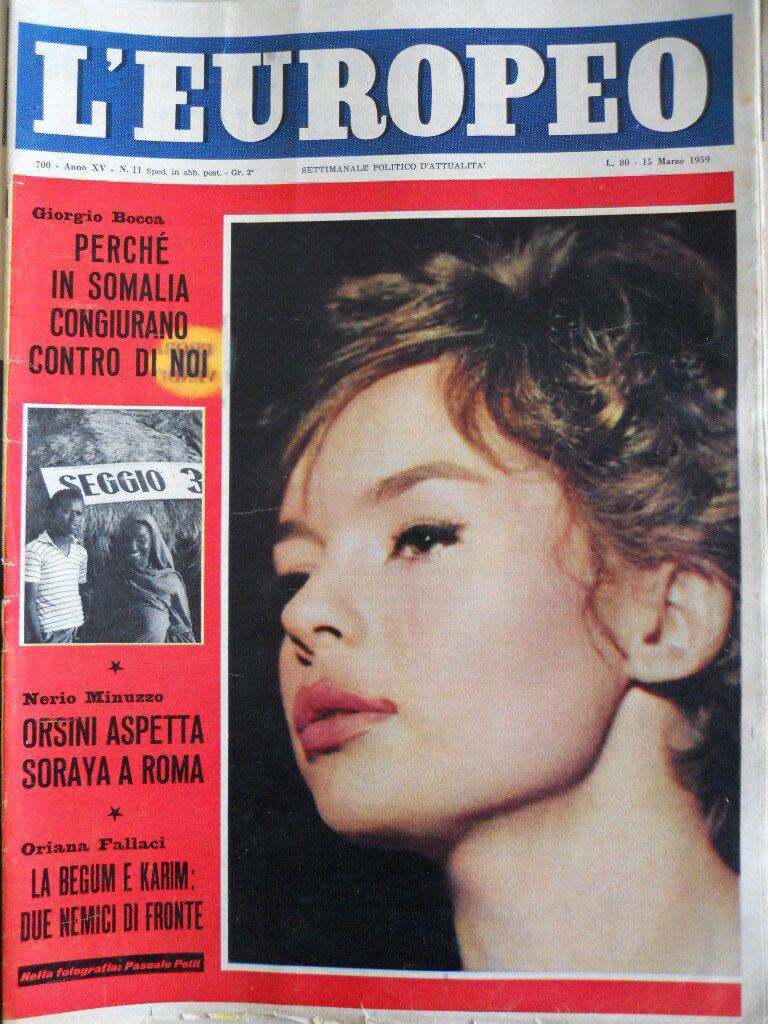 L'EUROPEO
700 - Anno XV - N. 11 Sped. in abb. post. - Gr. 2ª
SETTIMANALE POLITICO D'ATTUALITA'
L. 80 - 15 Marzo 1959
Giorgio Bocca
PERCHÉ
IN SOMALIA
CONGIURANO
CONTRO DI NOI
SEGGIO 3
Nerio Minuzzo
ORSINI ASPETTA
SORAYA A ROMA
Oriana Fallaci
LA BEGUM E KARIM:
DUE NEMICI DI FRONTE
Nella fotografia: Pascale Petit